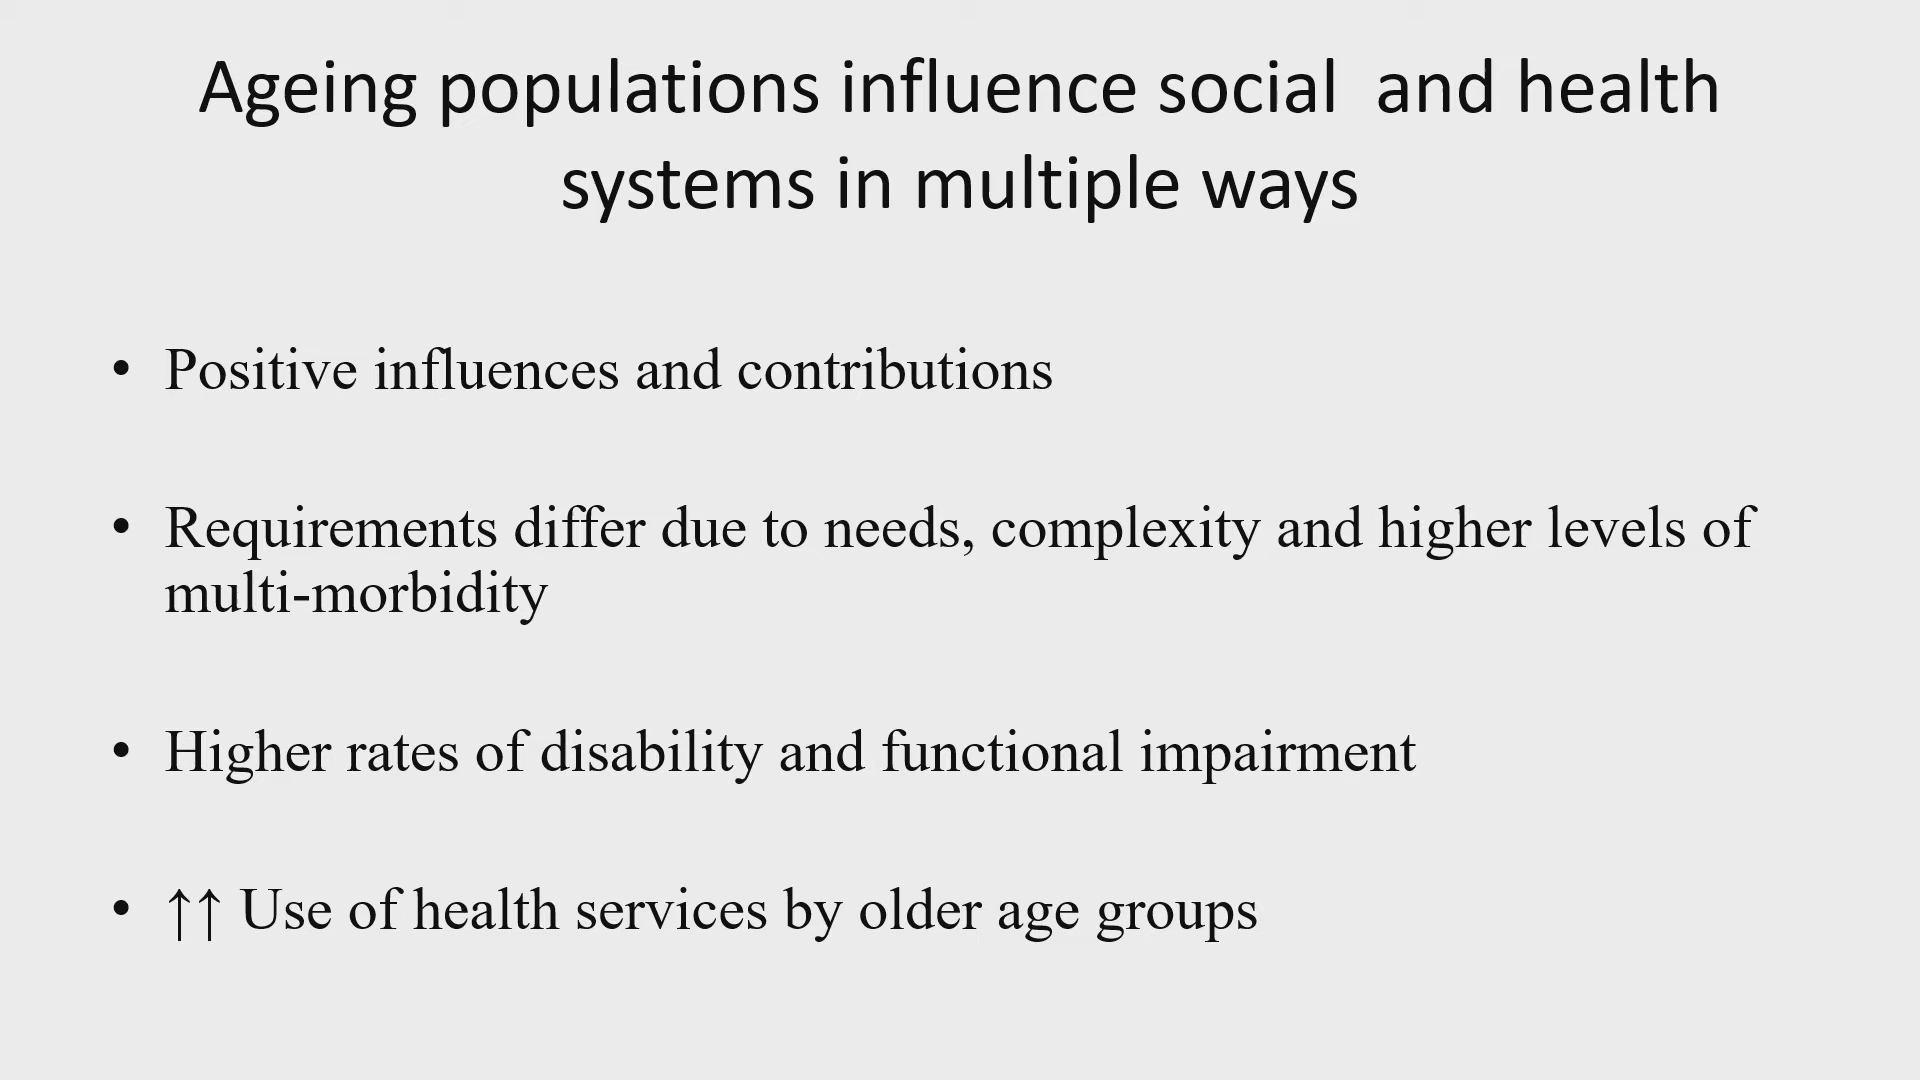 Ageing populations influence social  and health
systems in multiple ways
• Positive influences and contributions
• Requirements differ due to needs, complexity and higher levels of
multi-morbidity
• Higher rates of disability and functional impairment
• ↑↑ Use of health services by older age groups